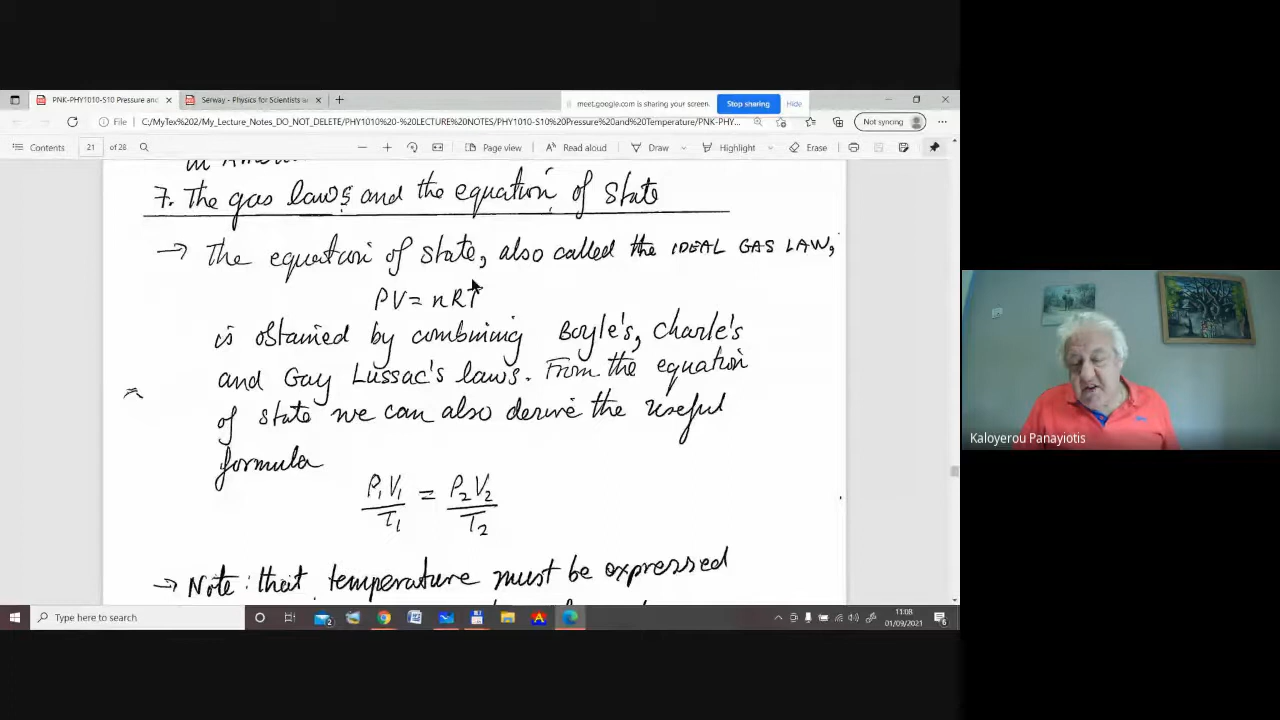 PNK-PHY1010-S10 Pressure and
Serway - Physics for Scientists a
meet.google.com is sharing your screen.
Stop sharing
Hide
File
C:/MyTex%202/My_Lecture_Notes_DO_NOT_DELETE/PHY1010%20-%20LECTURE%20NOTES/PHY1010-S10%20Pressure%20and%20Temperature/PNK-PHY...
Not syncing
Contents
21 of 28
Page view
Read aloud
Draw
Highlight
Erase
in America
7. The gas laws and the equation of state
→ The equation of state, also called the IDEAL GAS LAW,
PV = nRT
is obtained by combining Boyle's, Charle's
and Gay Lussac's laws. From the equation
of state we can also derive the useful
formula
P₁V₁/T₁ = P₂V₂/T₂
→ Note: that temperature must be expressed
Kaloyerou Panayiotis
Type here to search
11:08
01/09/2021